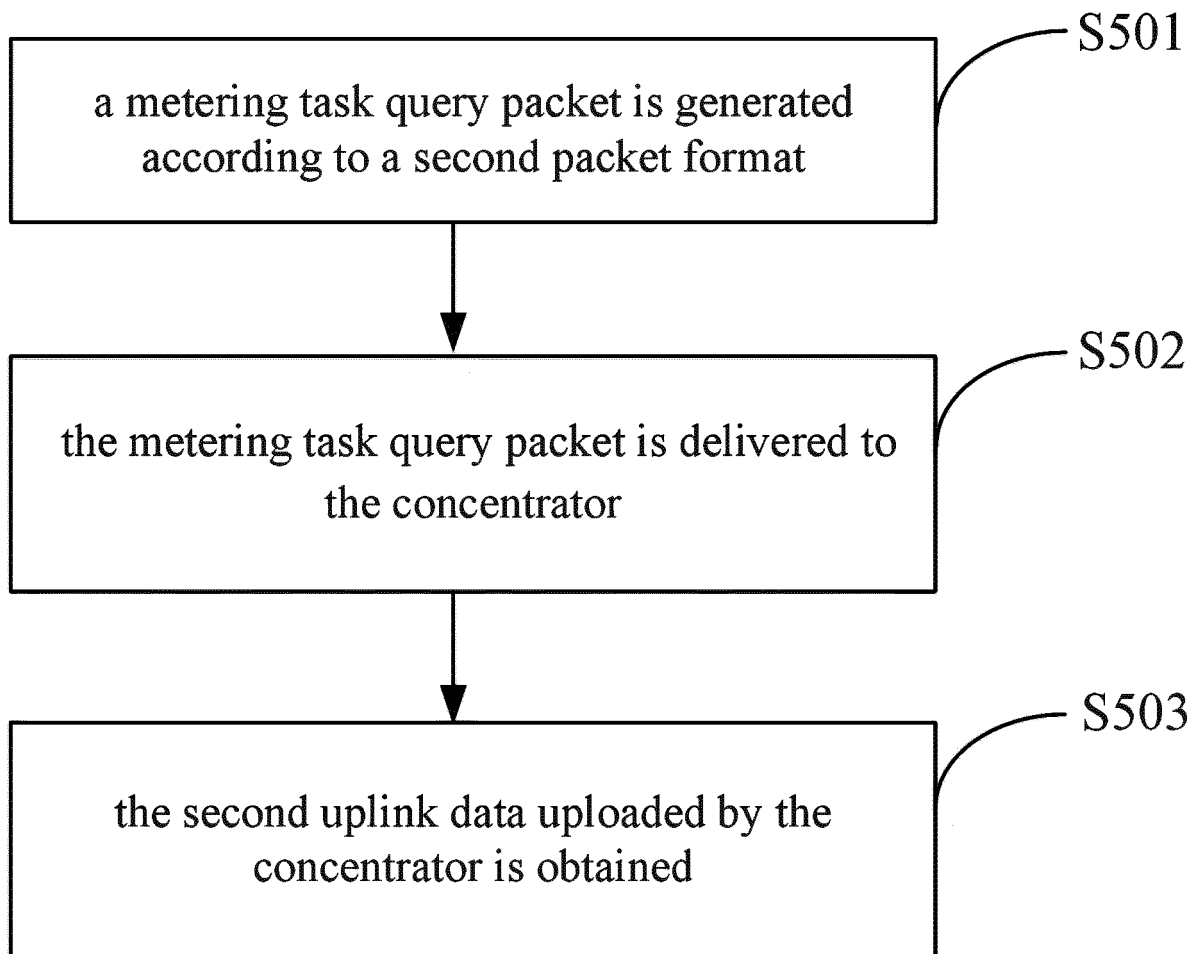 S501
a metering task query packet is generated
according to a second packet format
S502
the metering task query packet is delivered to
the concentrator
S503
the second uplink data uploaded by the
concentrator is obtained